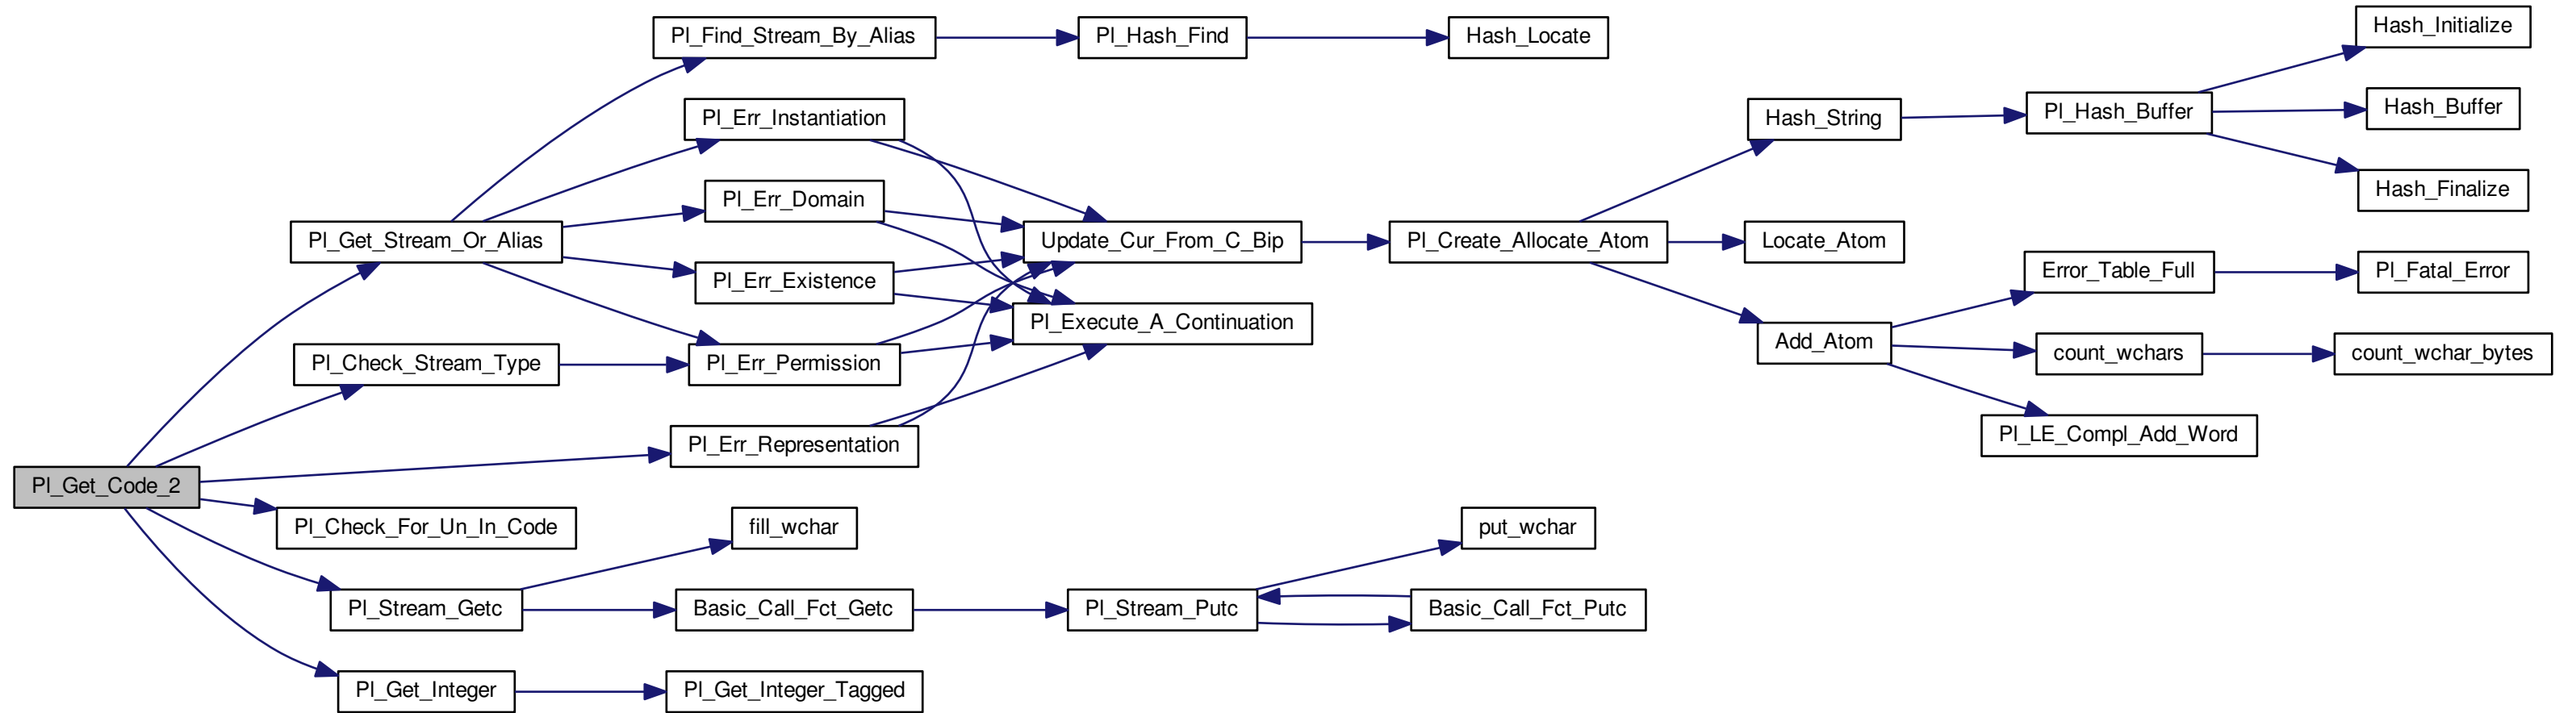 Pl_Get_Code_2
Pl_Get_Stream_Or_Alias
Pl_Check_Stream_Type
Pl_Check_For_Un_In_Code
Pl_Stream_Getc
Pl_Get_Integer
Pl_Find_Stream_By_Alias
Pl_Err_Instantiation
Pl_Err_Domain
Pl_Err_Existence
Pl_Err_Permission
Pl_Err_Representation
fill_wchar
Basic_Call_Fct_Getc
Pl_Get_Integer_Tagged
Pl_Hash_Find
Update_Cur_From_C_Bip
Pl_Execute_A_Continuation
Pl_Stream_Putc
Hash_Locate
Pl_Create_Allocate_Atom
put_wchar
Basic_Call_Fct_Putc
Hash_String
Locate_Atom
Add_Atom
Pl_Hash_Buffer
Error_Table_Full
count_wchars
Pl_LE_Compl_Add_Word
Hash_Initialize
Hash_Buffer
Hash_Finalize
Pl_Fatal_Error
count_wchar_bytes